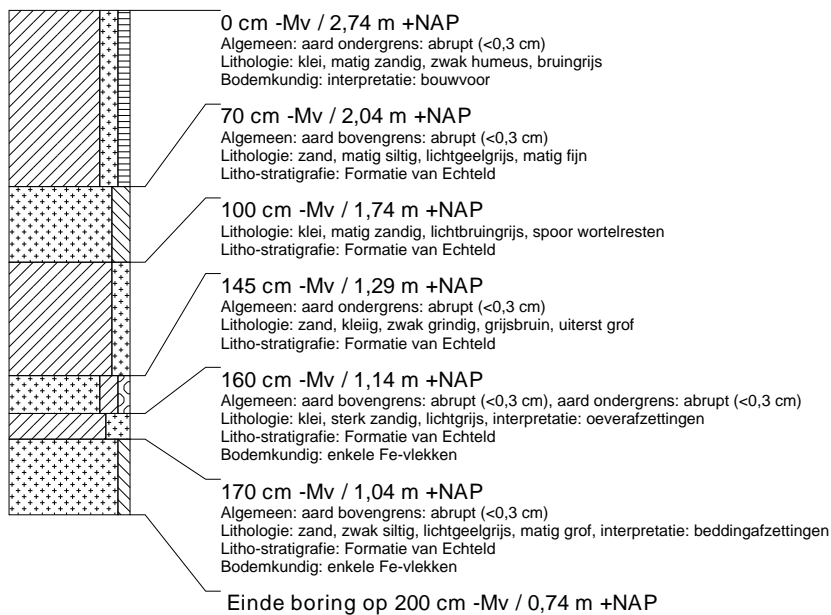 0 cm -Mv / 2,74 m +NAP
Algemeen: aard ondergrens: abrupt (<0,3 cm)
Lithologie: klei, matig zandig, zwak humeus, bruingrijs
Bodemkundig: interpretatie: bouwvoor
70 cm -Mv / 2,04 m +NAP
Algemeen: aard bovengrens: abrupt (<0,3 cm)
Lithologie: zand, matig siltig, lichtgeelgrijs, matig fijn
Litho-stratigrafie: Formatie van Echteld
100 cm -Mv / 1,74 m +NAP
Lithologie: klei, matig zandig, lichtbruingrijs, spoor wortelresten
Litho-stratigrafie: Formatie van Echteld
145 cm -Mv / 1,29 m +NAP
Algemeen: aard ondergrens: abrupt (<0,3 cm)
Lithologie: zand, kleiig, zwak grindig, grijsbruin, uiterst grof
Litho-stratigrafie: Formatie van Echteld
160 cm -Mv / 1,14 m +NAP
Algemeen: aard bovengrens: abrupt (<0,3 cm), aard ondergrens: abrupt (<0,3 cm)
Lithologie: klei, sterk zandig, lichtgrijs, interpretatie: oeverafzettingen
Litho-stratigrafie: Formatie van Echteld
Bodemkundig: enkele Fe-vlekken
170 cm -Mv / 1,04 m +NAP
Algemeen: aard bovengrens: abrupt (<0,3 cm)
Lithologie: zand, zwak siltig, lichtgeelgrijs, matig grof, interpretatie: beddingafzettingen
Litho-stratigrafie: Formatie van Echteld
Bodemkundig: enkele Fe-vlekken
Einde boring op 200 cm -Mv / 0,74 m +NAP